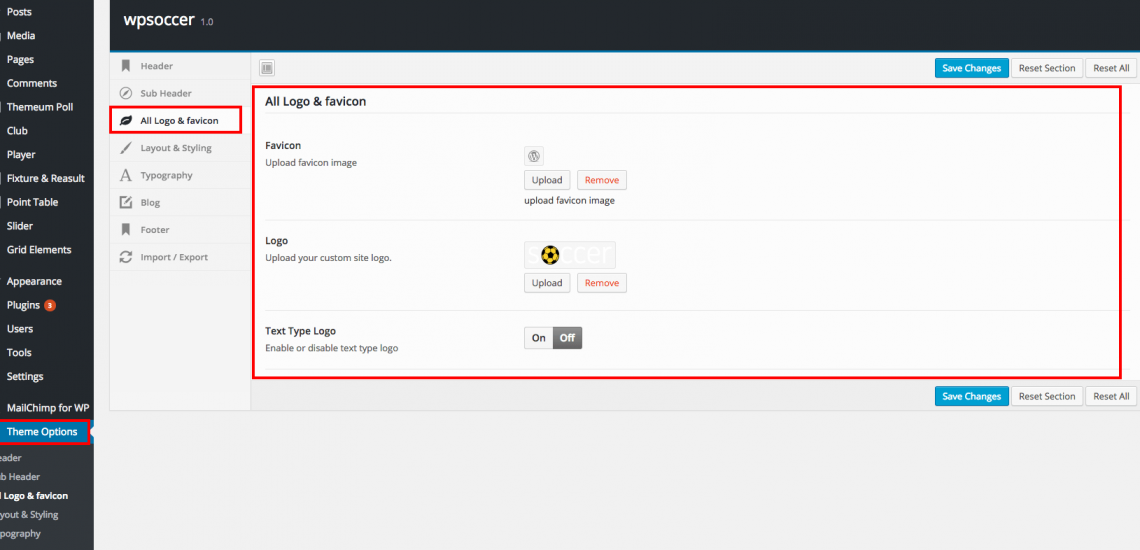 Posts
Media
Pages
Comments
Themeum Poll
Club
Player
Fixture & Reasult
Point Table
Slider
Grid Elements
Appearance
Plugins 3
Users
Tools
Settings
MailChimp for WP
Theme Options
eader
b Header
l Logo & favicon
yout & Styling
pography
wpsoccer 1.0
Header
Sub Header
All Logo & favicon
Layout & Styling
Typography
Blog
Footer
Import / Export
Save Changes Reset Section Reset All
All Logo & favicon
Favicon
Upload favicon image
Upload Remove
upload favicon image
Logo
Upload your custom site logo.
soccer
Upload Remove
Text Type Logo
Enable or disable text type logo
On Off
Save Changes Reset Section Reset All